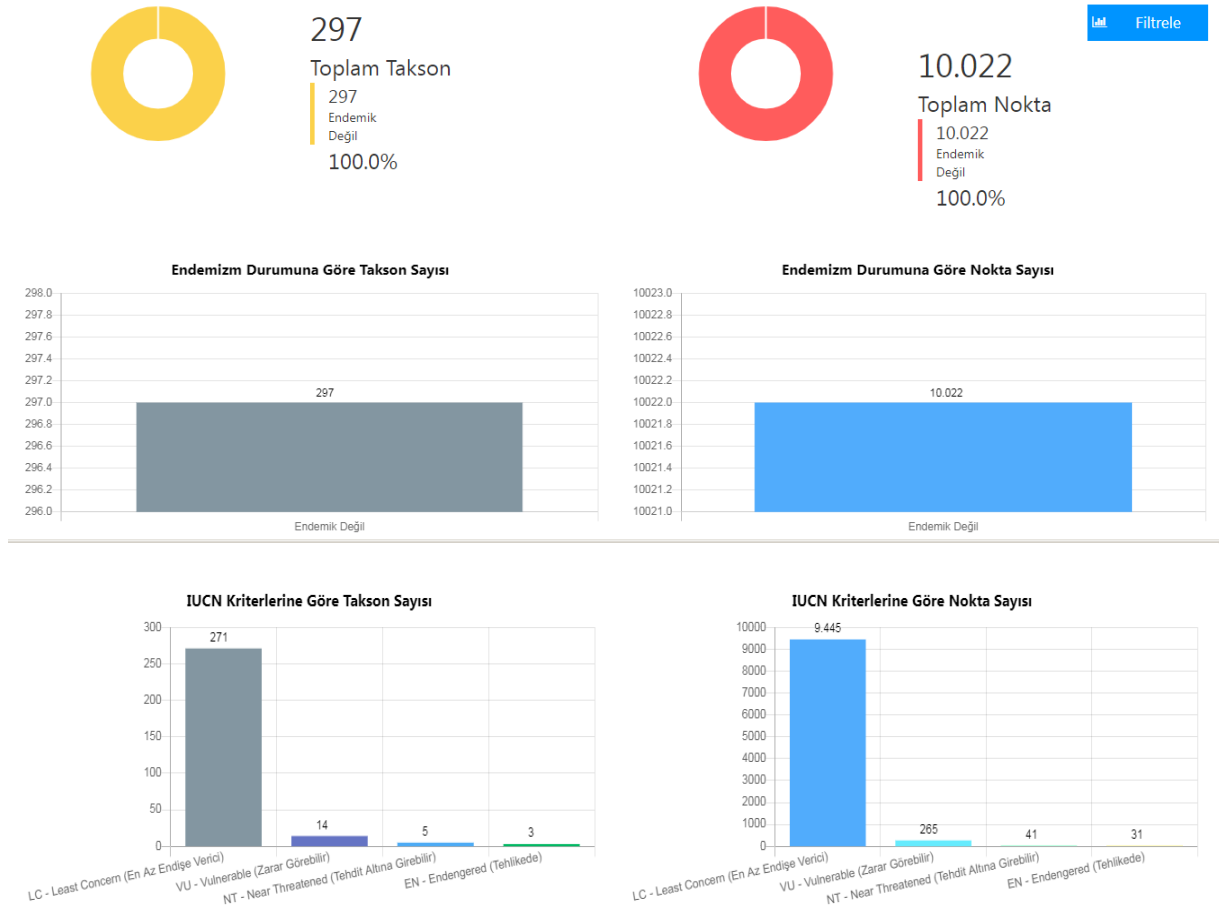 297
Toplam Takson
297
Endemik
Değil
100.0%
Filtrele
10.022
Toplam Nokta
10.022
Endemik
Değil
100.0%
Endemizm Durumuna Göre Takson Sayısı
298.0
297.8
297.6
297.4
297.2
297.0
296.8
296.6
296.4
296.2
296.0
297
Endemik Değil
Endemizm Durumuna Göre Nokta Sayısı
10023.0
10022.8
10022.6
10022.4
10022.2
10022.0
10021.8
10021.6
10021.4
10021.2
10021.0
10.022
Endemik Değil
IUCN Kriterlerine Göre Takson Sayısı
300
250
200
150
100
50
0
271
14
5
3
LC - Least Concern (En Az Endişe Verici)
VU - Vulnerable (Zarar Görebilir)
NT - Near Threatened (Tehdit Altına Girebilir)
EN - Endangered (Tehlikede)
IUCN Kriterlerine Göre Nokta Sayısı
10000
9000
8000
7000
6000
5000
4000
3000
2000
1000
0
9.445
265
41
31
LC - Least Concern (En Az Endişe Verici)
VU - Vulnerable (Zarar Görebilir)
NT - Near Threatened (Tehdit Altına Girebilir)
EN - Endangered (Tehlikede)